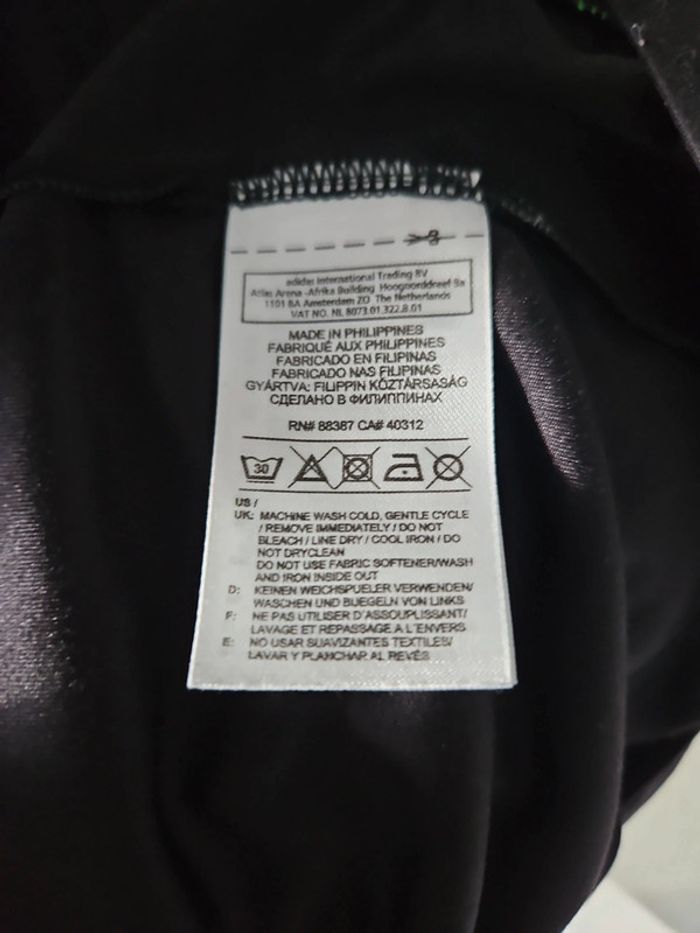 adidas International Trading BV
Atlas Arena -Afrika Building Hoogoorddreef 9a
1101 BA Amsterdam ZO The Netherlands
VAT NO. NL 8073.01.322.B.01
MADE IN PHILIPPINES
FABRIQUÉ AUX PHILIPPINES
FABRICADO EN FILIPINAS
FABRICADO NAS FILIPINAS
GYÁRTVA: FILIPPIN KÖZTÁRSASÁG
СДЕЛАНО В ФИЛИППИНАХ
RN# 88387 CA# 40312
30
US /
UK: MACHINE WASH COLD, GENTLE CYCLE
/ REMOVE IMMEDIATELY / DO NOT
BLEACH / LINE DRY / COOL IRON / DO
NOT DRYCLEAN
DO NOT USE FABRIC SOFTENER/WASH
AND IRON INSIDE OUT
D: KEINEN WEICHSPUELER VERWENDEN/
WASCHEN UND BUEGELN VON LINKS
F: NE PAS UTILISER D'ASSOUPLISSANT/
LAVAGE ET REPASSAGE A L'ENVERS
E: NO USAR SUAVIZANTES TEXTILES/
LAVAR Y PLANCHAR AL REVÉS